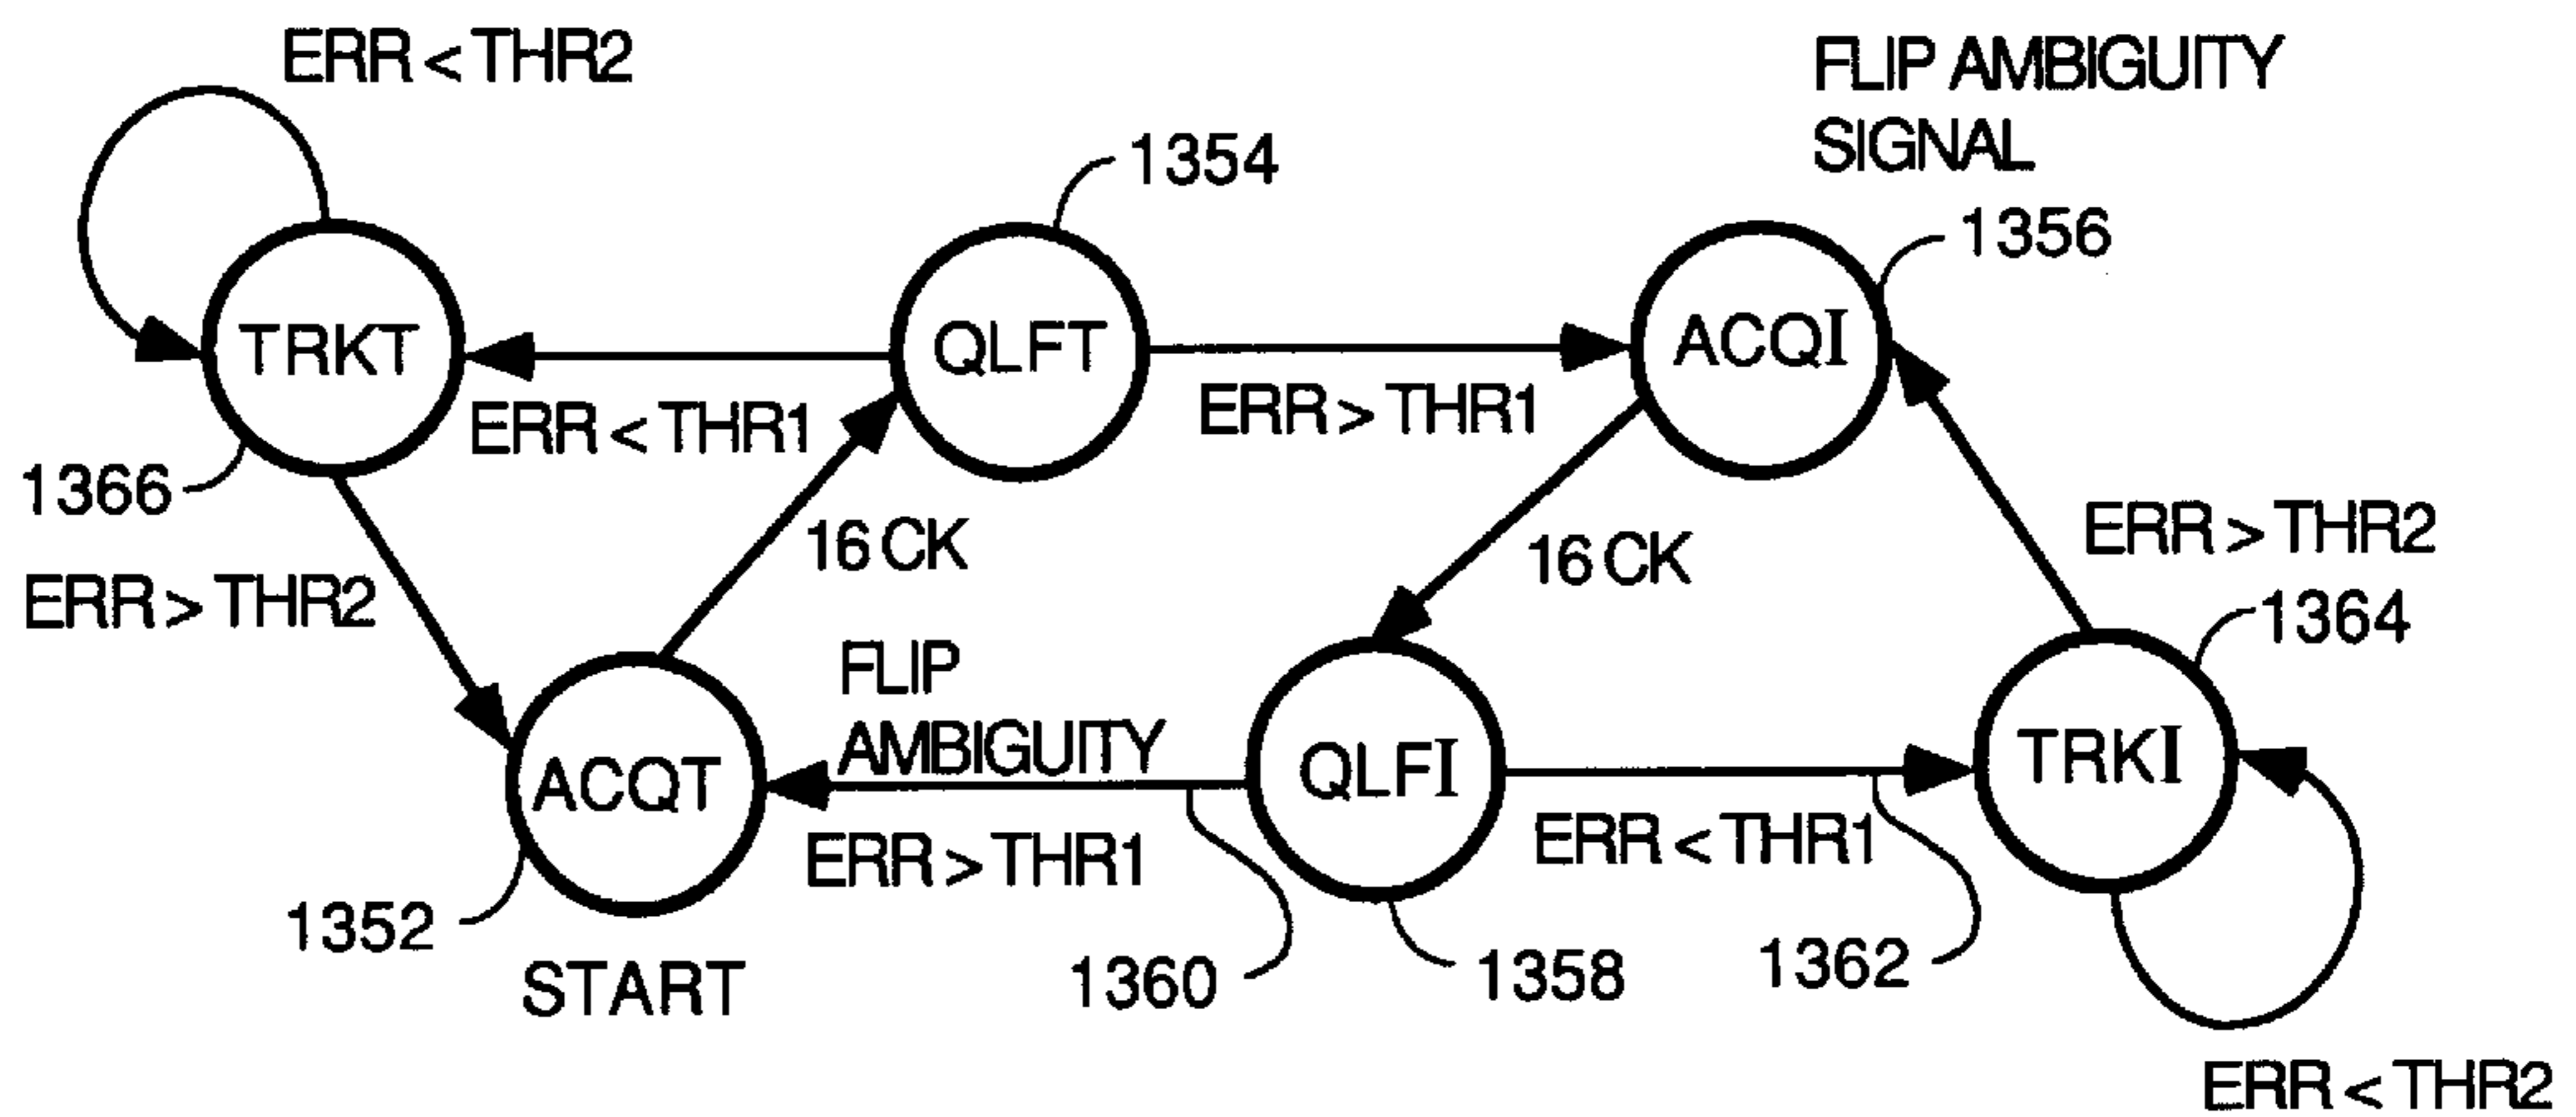 ERR < THR2
FLIP AMBIGUITY
SIGNAL
1354
1356
TRKT
QLFT
ACQI
ERR < THR1
ERR > THR1
1366
16 CK
16 CK
ERR > THR2
ERR > THR2
1364
FLIP
AMBIGUITY
ACQT
QLFI
TRKI
ERR > THR1
ERR < THR1
1352
1360
1358
1362
START
ERR < THR2